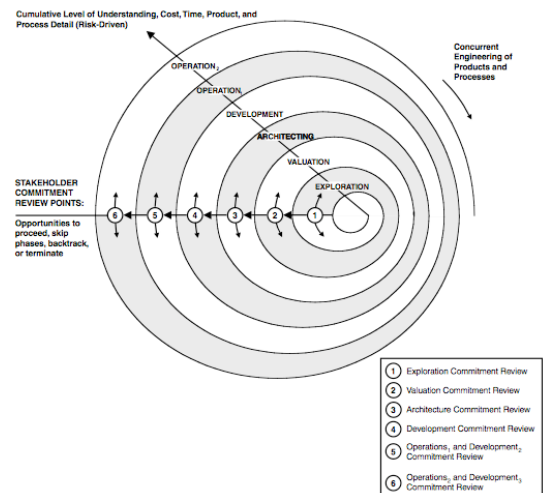 Cumulative Level of Understanding, Cost, Time, Product, and
Process Detail (Risk-Driven)
Concurrent
Engineering of
Products and
Processes
OPERATION₂
OPERATION₁
DEVELOPMENT
ARCHITECTING
VALUATION
EXPLORATION
STAKEHOLDER
COMMITMENT
REVIEW POINTS:
Opportunities to
proceed, skip
phases, backtrack,
or terminate
6 5 4 3 2 1
1 Exploration Commitment Review
2 Valuation Commitment Review
3 Architecture Commitment Review
4 Development Commitment Review
5 Operations₁ and Development₂
Commitment Review
6 Operations₂ and Development₃
Commitment Review